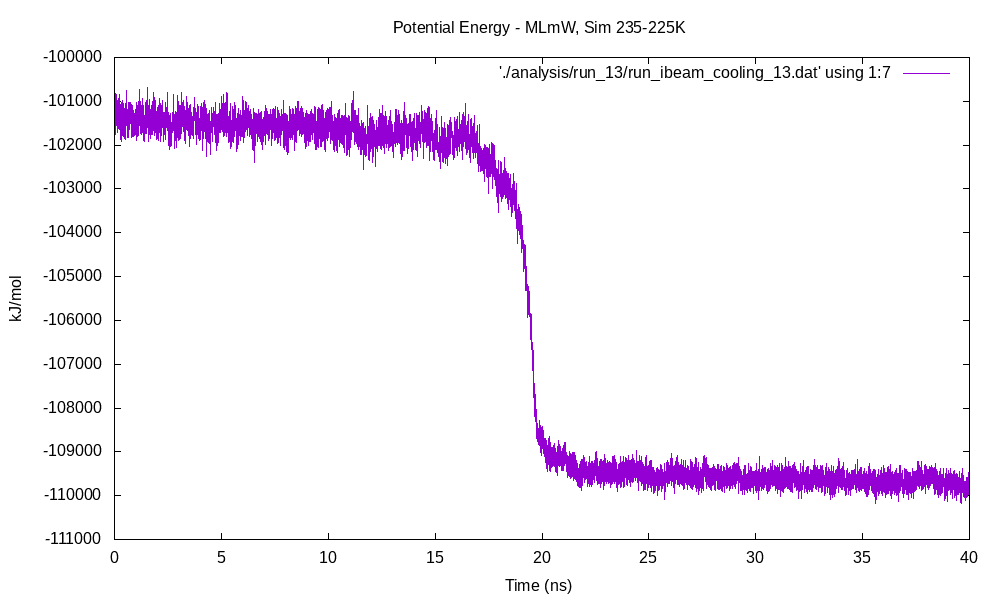 Potential Energy - MLmW, Sim 235-225K
'./analysis/run_13/run_ibeam_cooling_13.dat' using 1:7
-100000
-101000
-102000
-103000
-104000
-105000
-106000
-107000
-108000
-109000
-110000
-111000
kJ/mol
0 5 10 15 20 25 30 35 40
Time (ns)